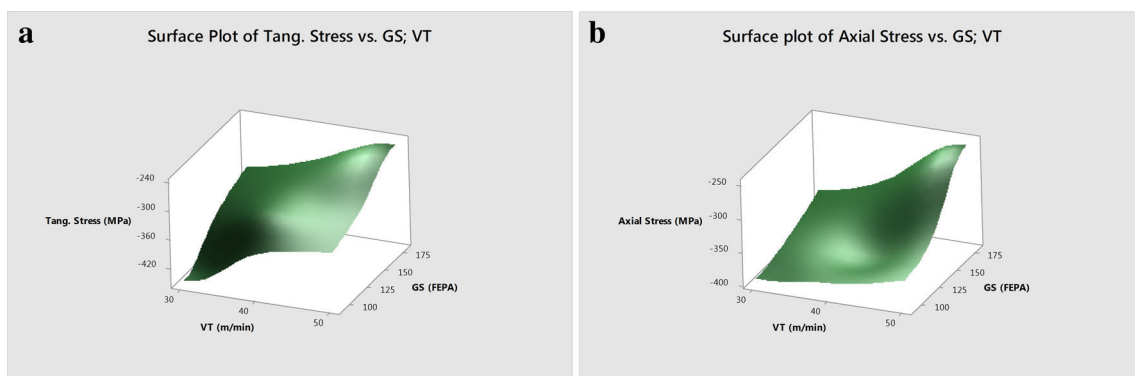 a
Surface Plot of Tang. Stress vs. GS; VT
-240
-300
Tang. Stress (MPa)
-360
-420
30
40
50
VT (m/min)
100
125
150
175
GS (FEPA)
b
Surface plot of Axial Stress vs. GS; VT
-250
-300
Axial Stress (MPa)
-350
-400
30
40
50
VT (m/min)
100
125
150
175
GS (FEPA)